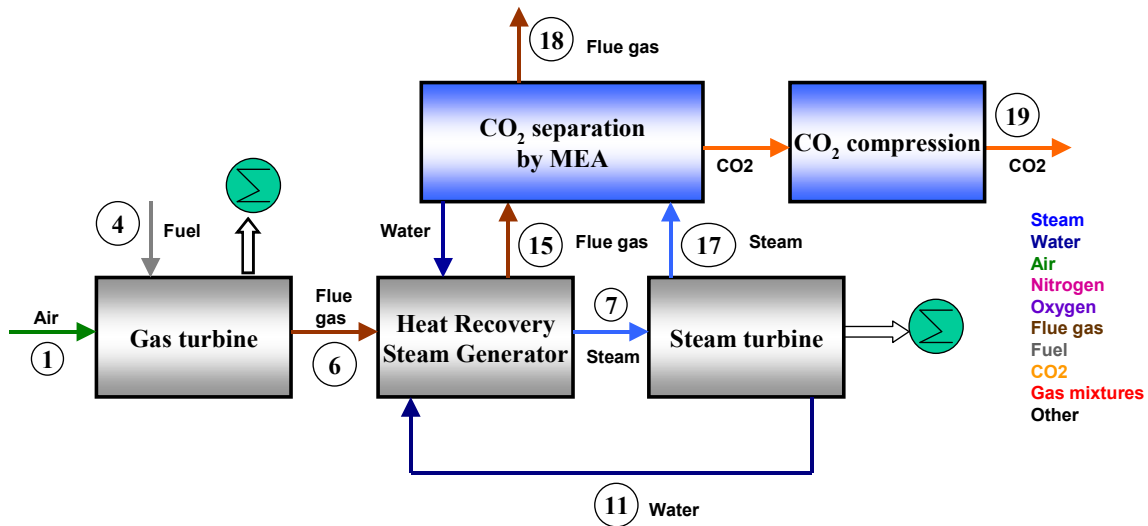 18
Flue gas
CO2 separation
by MEA
CO2
CO2 compression
19
CO2
4
Fuel
Σ
Water
15
Flue gas
17
Steam
Air
1
Gas turbine
Flue
gas
6
Heat Recovery
Steam Generator
7
Steam
Steam turbine
Σ
11
Water
Steam
Water
Air
Nitrogen
Oxygen
Flue gas
Fuel
CO2
Gas mixtures
Other